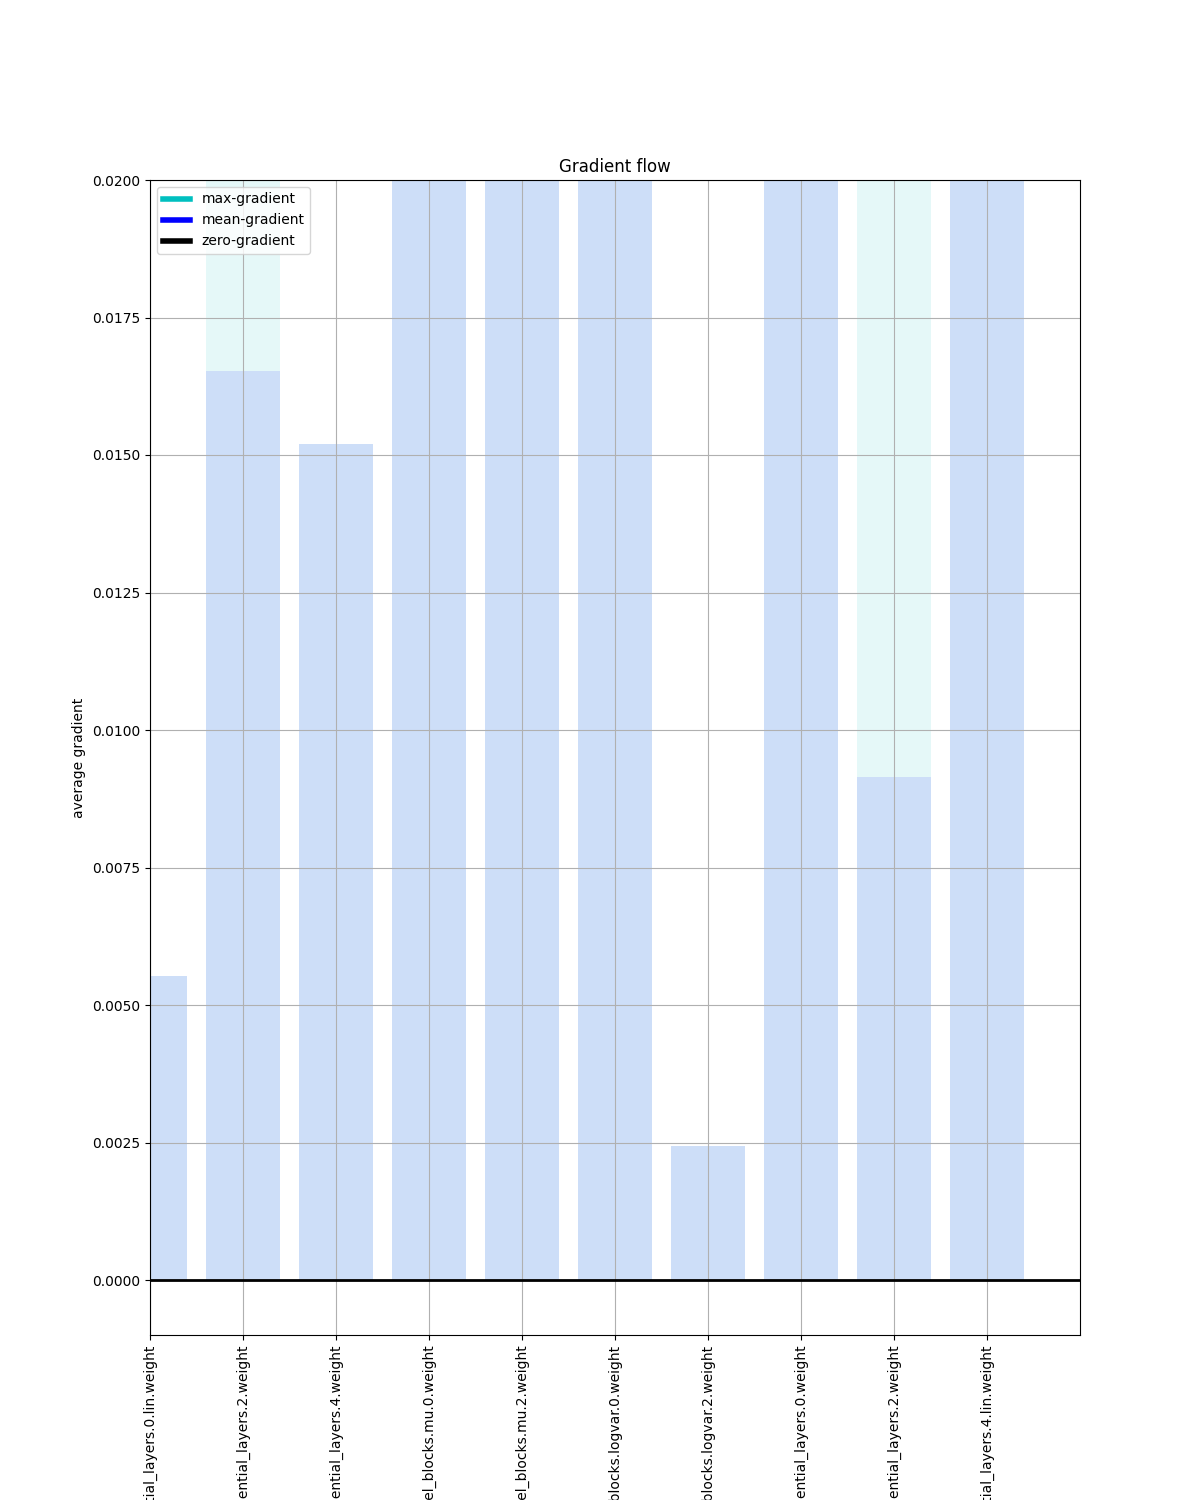 Gradient flow
max-gradient
mean-gradient
zero-gradient
0.0200
0.0175
0.0150
0.0125
0.0100
0.0075
0.0050
0.0025
0.0000
average gradient
tial_layers.0.lin.weight
ential_layers.2.weight
ential_layers.4.weight
el_blocks.mu.0.weight
el_blocks.mu.2.weight
blocks.logvar.0.weight
blocks.logvar.2.weight
ential_layers.0.weight
ential_layers.2.weight
tial_layers.4.lin.weight